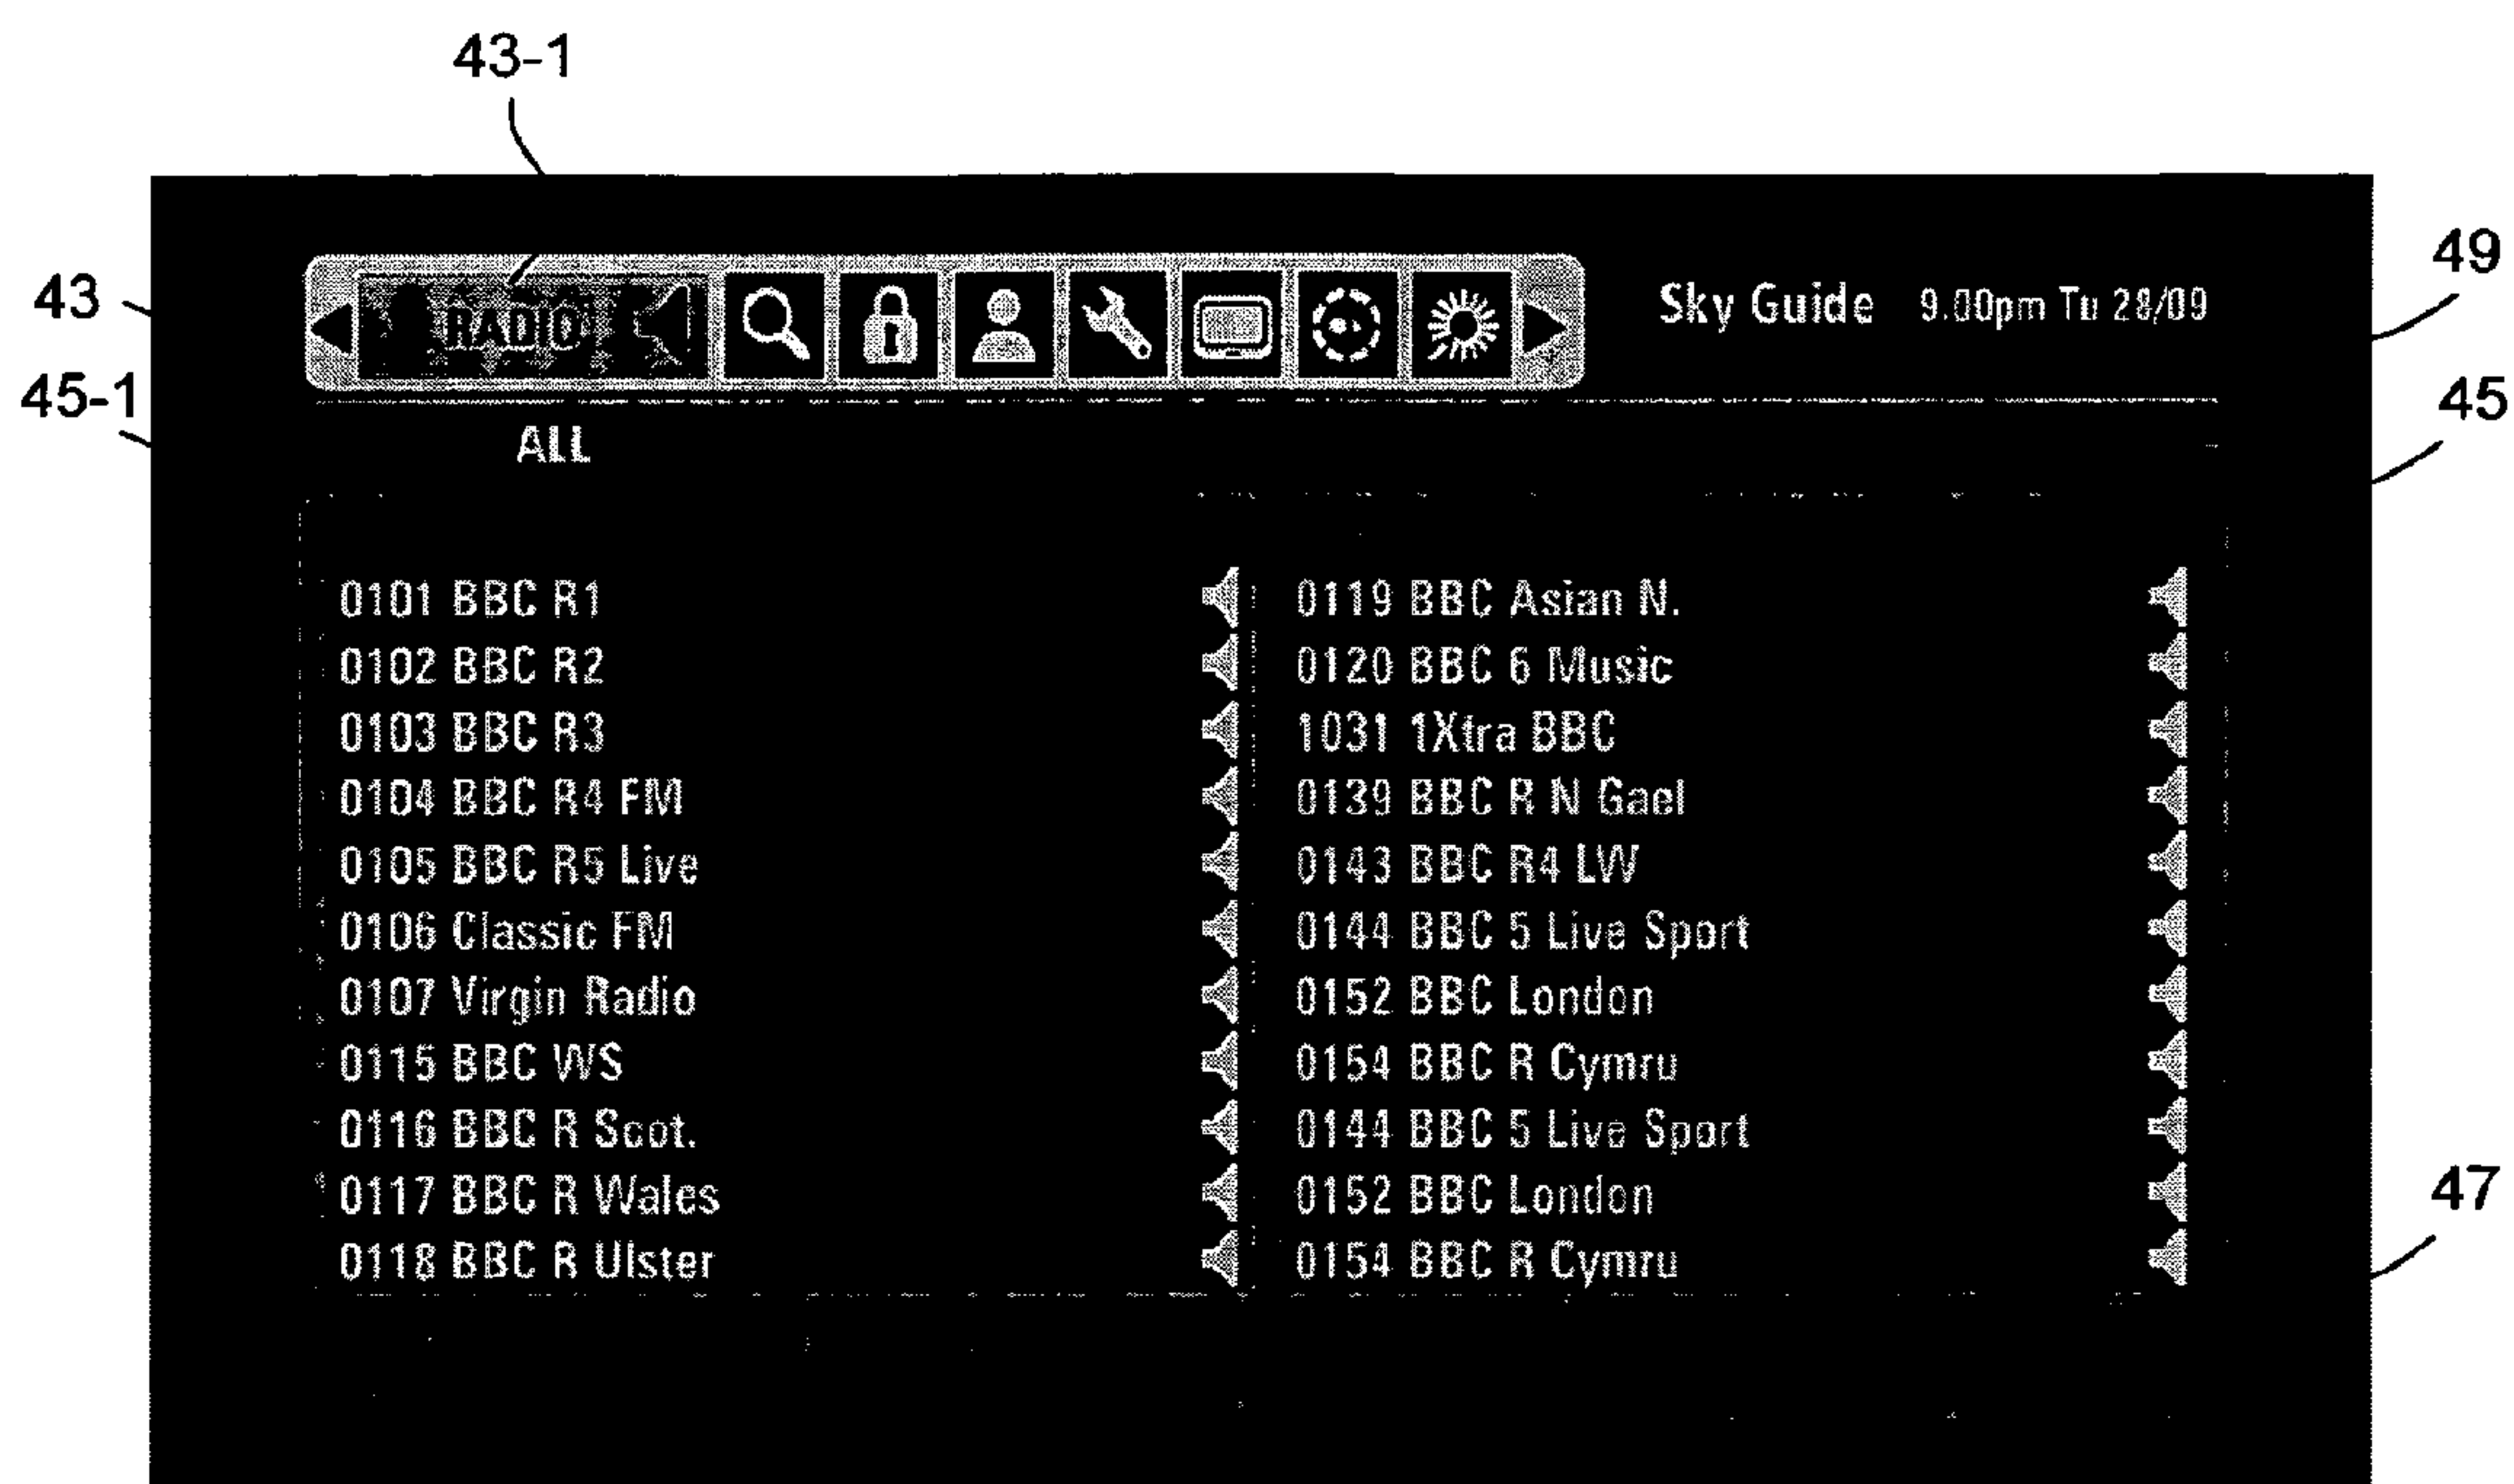 43-1
43
49
RADIO
Sky Guide 9.00pm Tu 28/09
45-1
45
ALL
0101 BBC R1
0102 BBC R2
0103 BBC R3
0104 BBC R4 FM
0105 BBC R5 Live
0106 Classic FM
0107 Virgin Radio
0115 BBC WS
0116 BBC R Scot.
0117 BBC R Wales
0118 BBC R Ulster
0119 BBC Asian N.
0120 BBC 6 Music
1031 1Xtra BBC
0139 BBC R N Gael
0143 BBC R4 LW
0144 BBC 5 Live Sport
0152 BBC London
0154 BBC R Cymru
0144 BBC 5 Live Sport
0152 BBC London
0154 BBC R Cymru
47